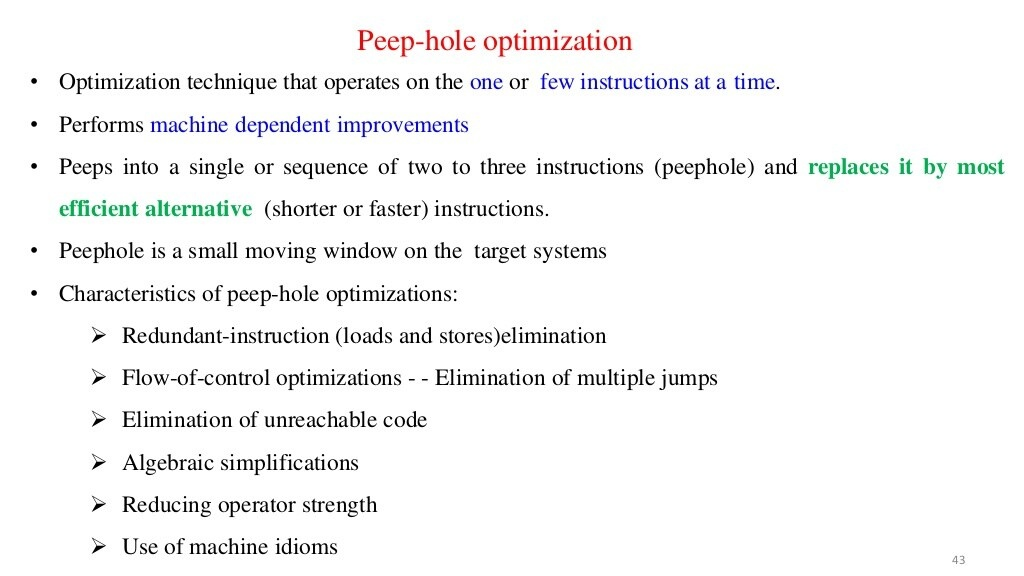 Peep-hole optimization
• Optimization technique that operates on the one or few instructions at a time.
• Performs machine dependent improvements
• Peeps into a single or sequence of two to three instructions (peephole) and replaces it by most
efficient alternative (shorter or faster) instructions.
• Peephole is a small moving window on the target systems
• Characteristics of peep-hole optimizations:
➢ Redundant-instruction (loads and stores)elimination
➢ Flow-of-control optimizations - - Elimination of multiple jumps
➢ Elimination of unreachable code
➢ Algebraic simplifications
➢ Reducing operator strength
➢ Use of machine idioms
43